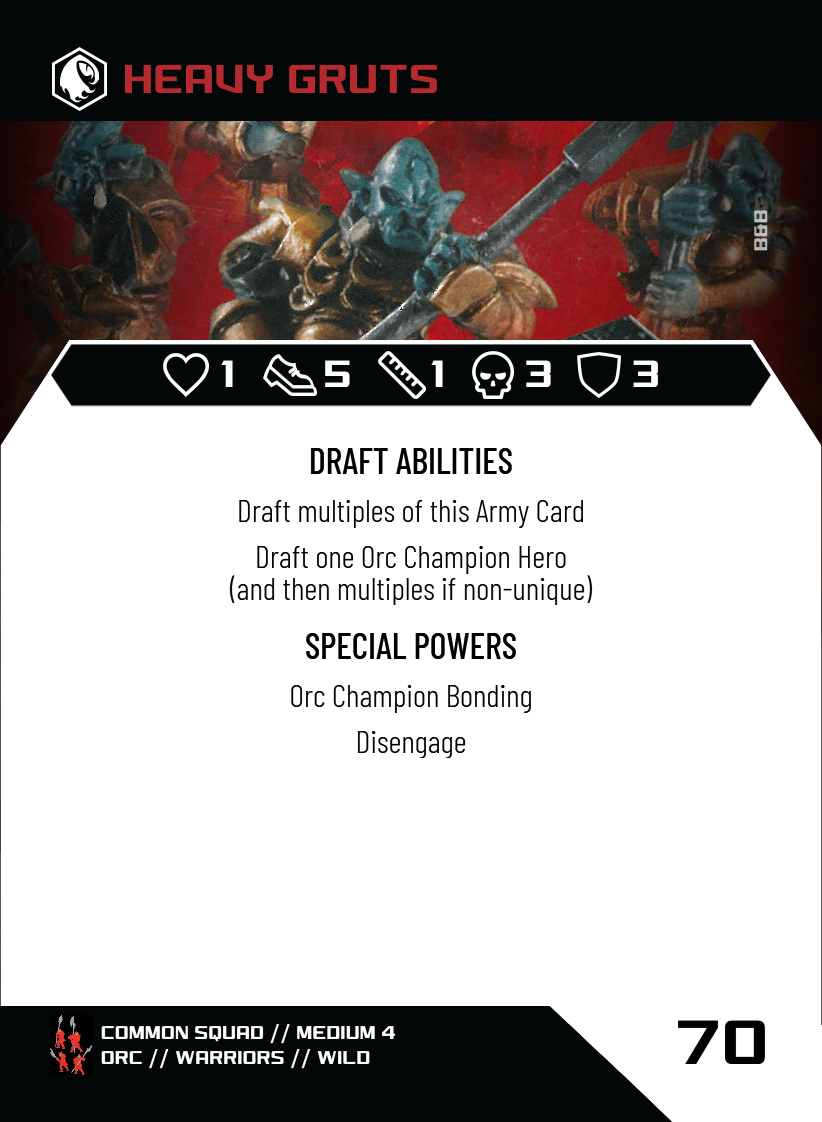 HEAVY GRUTS
B&B
1 5 1 3 3
DRAFT ABILITIES
Draft multiples of this Army Card
Draft one Orc Champion Hero
(and then multiples if non-unique)
SPECIAL POWERS
Orc Champion Bonding
Disengage
COMMON SQUAD // MEDIUM 4
ORC // WARRIORS // WILD
70